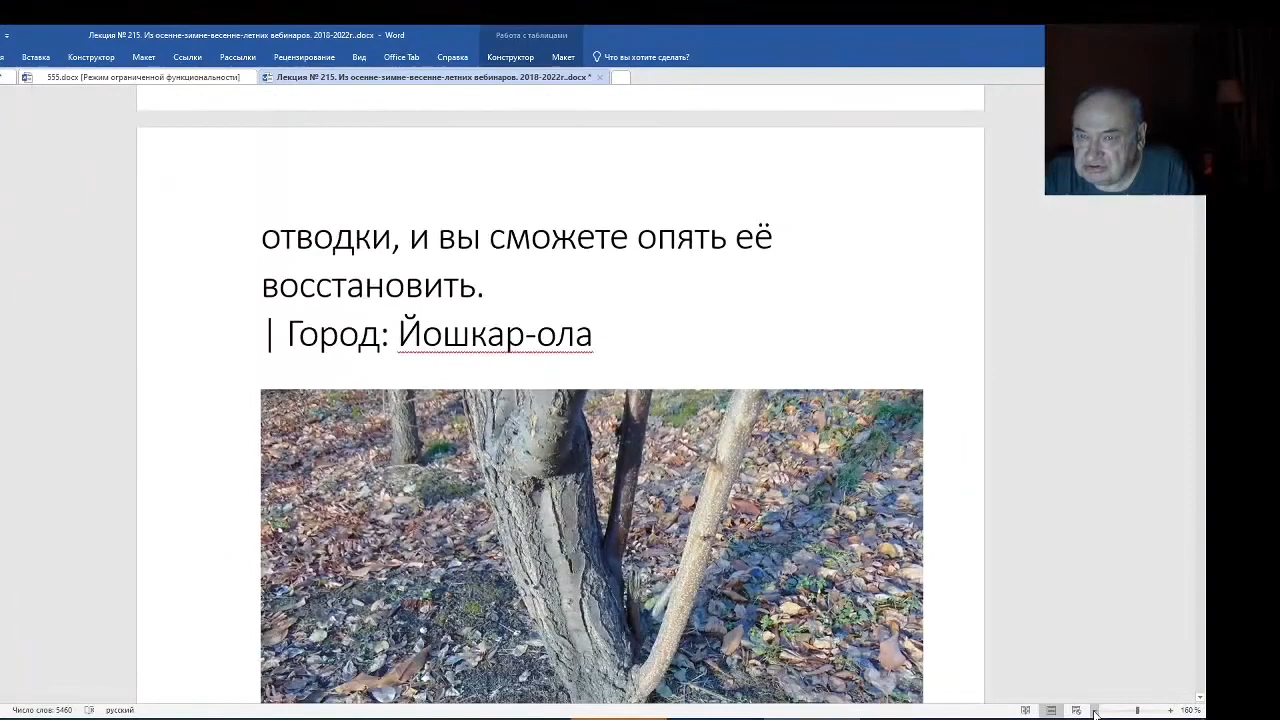 Лекция № 215. Из осенне-зимне-весенне-летних вебинаров. 2018-2022г..docx - Word
Работа с таблицами
Вставка Конструктор Макет Ссылки Рассылки Рецензирование Вид Office Tab Справка Конструктор Макет Что вы хотите сделать?
555.docx [Режим ограниченной функциональности] Лекция № 215. Из осенне-зимне-весенне-летних вебинаров. 2018-2022г..docx *
отводки, и вы сможете опять её
восстановить.
| Город: Йошкар-ола
Число слов: 5460 русский 160 %